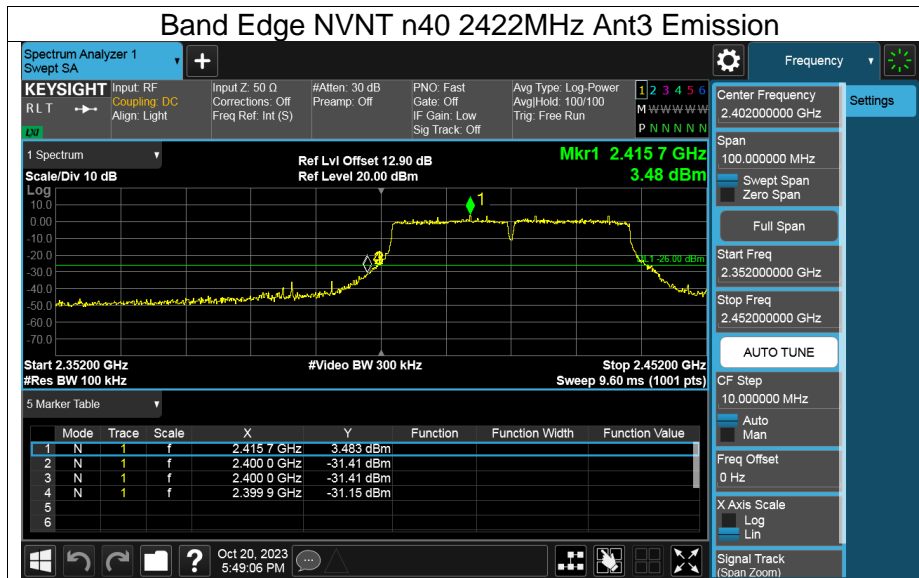 Band Edge NVNT n40 2422MHz Ant3 Emission
Spectrum Analyzer 1
Swept SA
+
Frequency
KEYSIGHT
RLT
LXI
Input: RF
Coupling: DC
Align: Light
Input Z: 50 Ω
Corrections: Off
Freq Ref: Int (S)
#Atten: 30 dB
Preamp: Off
PNO: Fast
Gate: Off
IF Gain: Low
Sig Track: Off
Avg Type: Log-Power
Avg|Hold: 100/100
Trig: Free Run
1 2 3 4 5 6
M W W W W W
P N N N N N
1 Spectrum
Scale/Div 10 dB
Log
Ref Lvl Offset 12.90 dB
Ref Level 20.00 dBm
Mkr1 2.415 7 GHz
3.48 dBm
10.0
0.00
-10.0
-20.0
-30.0
-40.0
-50.0
-60.0
-70.0
1
DL1 -26.00 dBm
Start 2.35200 GHz
#Res BW 100 kHz
#Video BW 300 kHz
Stop 2.45200 GHz
Sweep 9.60 ms (1001 pts)
5 Marker Table
Mode Trace Scale X Y Function Function Width Function Value
1 N 1 f 2.415 7 GHz 3.483 dBm
2 N 1 f 2.400 0 GHz -31.41 dBm
3 N 1 f 2.400 0 GHz -31.41 dBm
4 N 1 f 2.399 9 GHz -31.15 dBm
5
6
?
Oct 20, 2023
5:49:06 PM
Center Frequency
2.402000000 GHz
Settings
Span
100.000000 MHz
Swept Span
Zero Span
Full Span
Start Freq
2.352000000 GHz
Stop Freq
2.452000000 GHz
AUTO TUNE
CF Step
10.000000 MHz
Auto
Man
Freq Offset
0 Hz
X Axis Scale
Log
Lin
Signal Track
(Span Zoom)